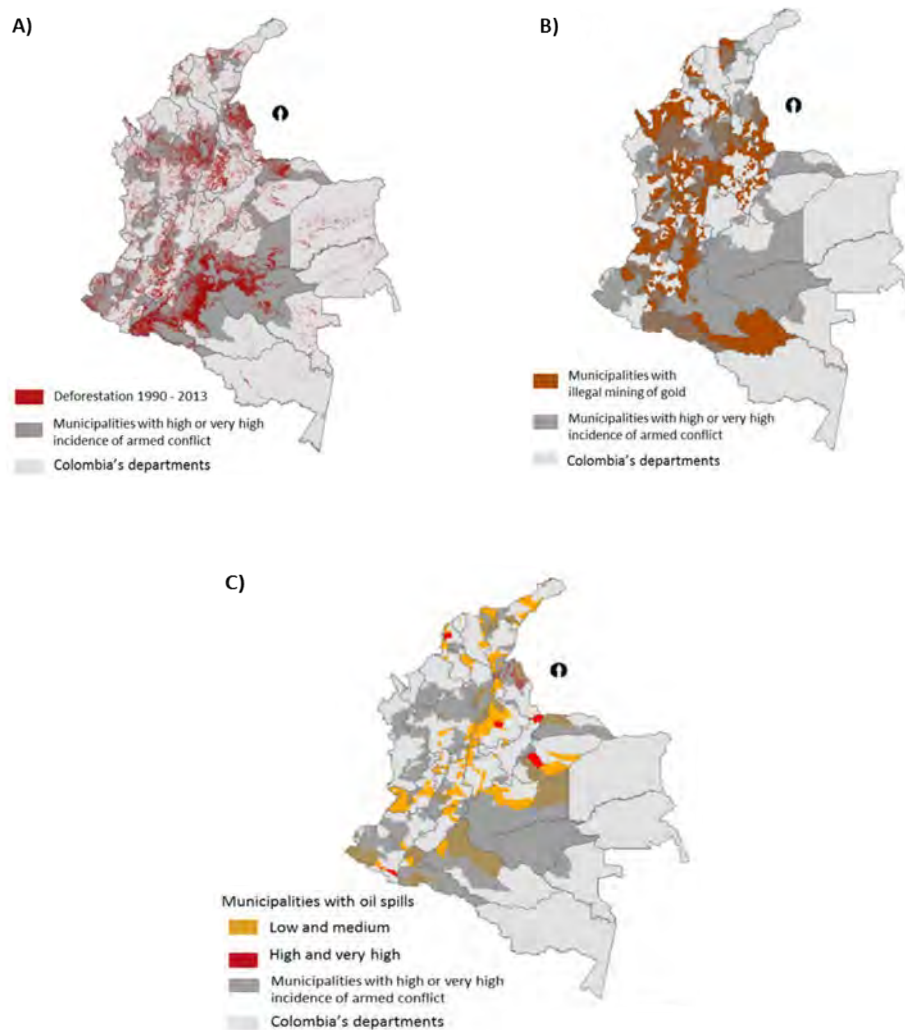 A)
B)
Deforestation 1990 - 2013
Municipalities with high or very high
incidence of armed conflict
Colombia's departments
Municipalities with
illegal mining of gold
Municipalities with high or very high
incidence of armed conflict
Colombia's departments
C)
Municipalities with oil spills
Low and medium
High and very high
Municipalities with high or very high
incidence of armed conflict
Colombia's departments